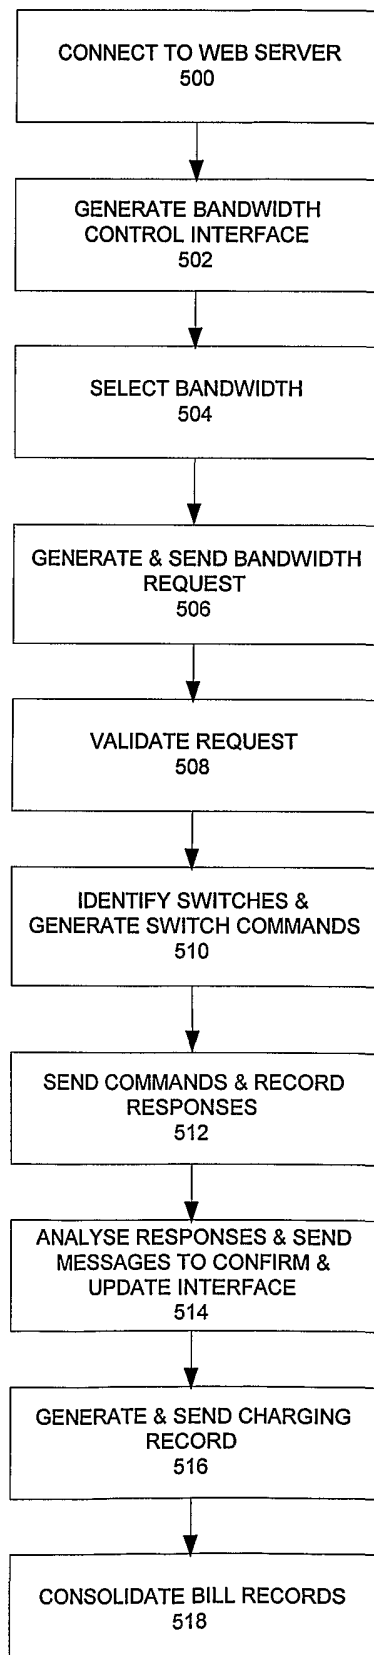 CONNECT TO WEB SERVER
500
GENERATE BANDWIDTH
CONTROL INTERFACE
502
SELECT BANDWIDTH
504
GENERATE & SEND BANDWIDTH
REQUEST
506
VALIDATE REQUEST
508
IDENTIFY SWITCHES &
GENERATE SWITCH COMMANDS
510
SEND COMMANDS & RECORD
RESPONSES
512
ANALYSE RESPONSES & SEND
MESSAGES TO CONFIRM &
UPDATE INTERFACE
514
GENERATE & SEND CHARGING
RECORD
516
CONSOLIDATE BILL RECORDS
518